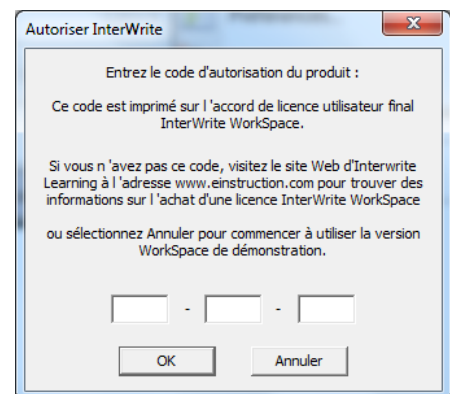 Préférences...
Autoriser InterWrite
Entrez le code d'autorisation du produit :
Ce code est imprimé sur l 'accord de licence utilisateur final
InterWrite WorkSpace.
Si vous n 'avez pas ce code, visitez le site Web d'Interwrite
Learning à l 'adresse www.einstruction.com pour trouver des
informations sur l 'achat d'une licence InterWrite WorkSpace
ou sélectionnez Annuler pour commencer à utiliser la version
WorkSpace de démonstration.
- -
OK Annuler